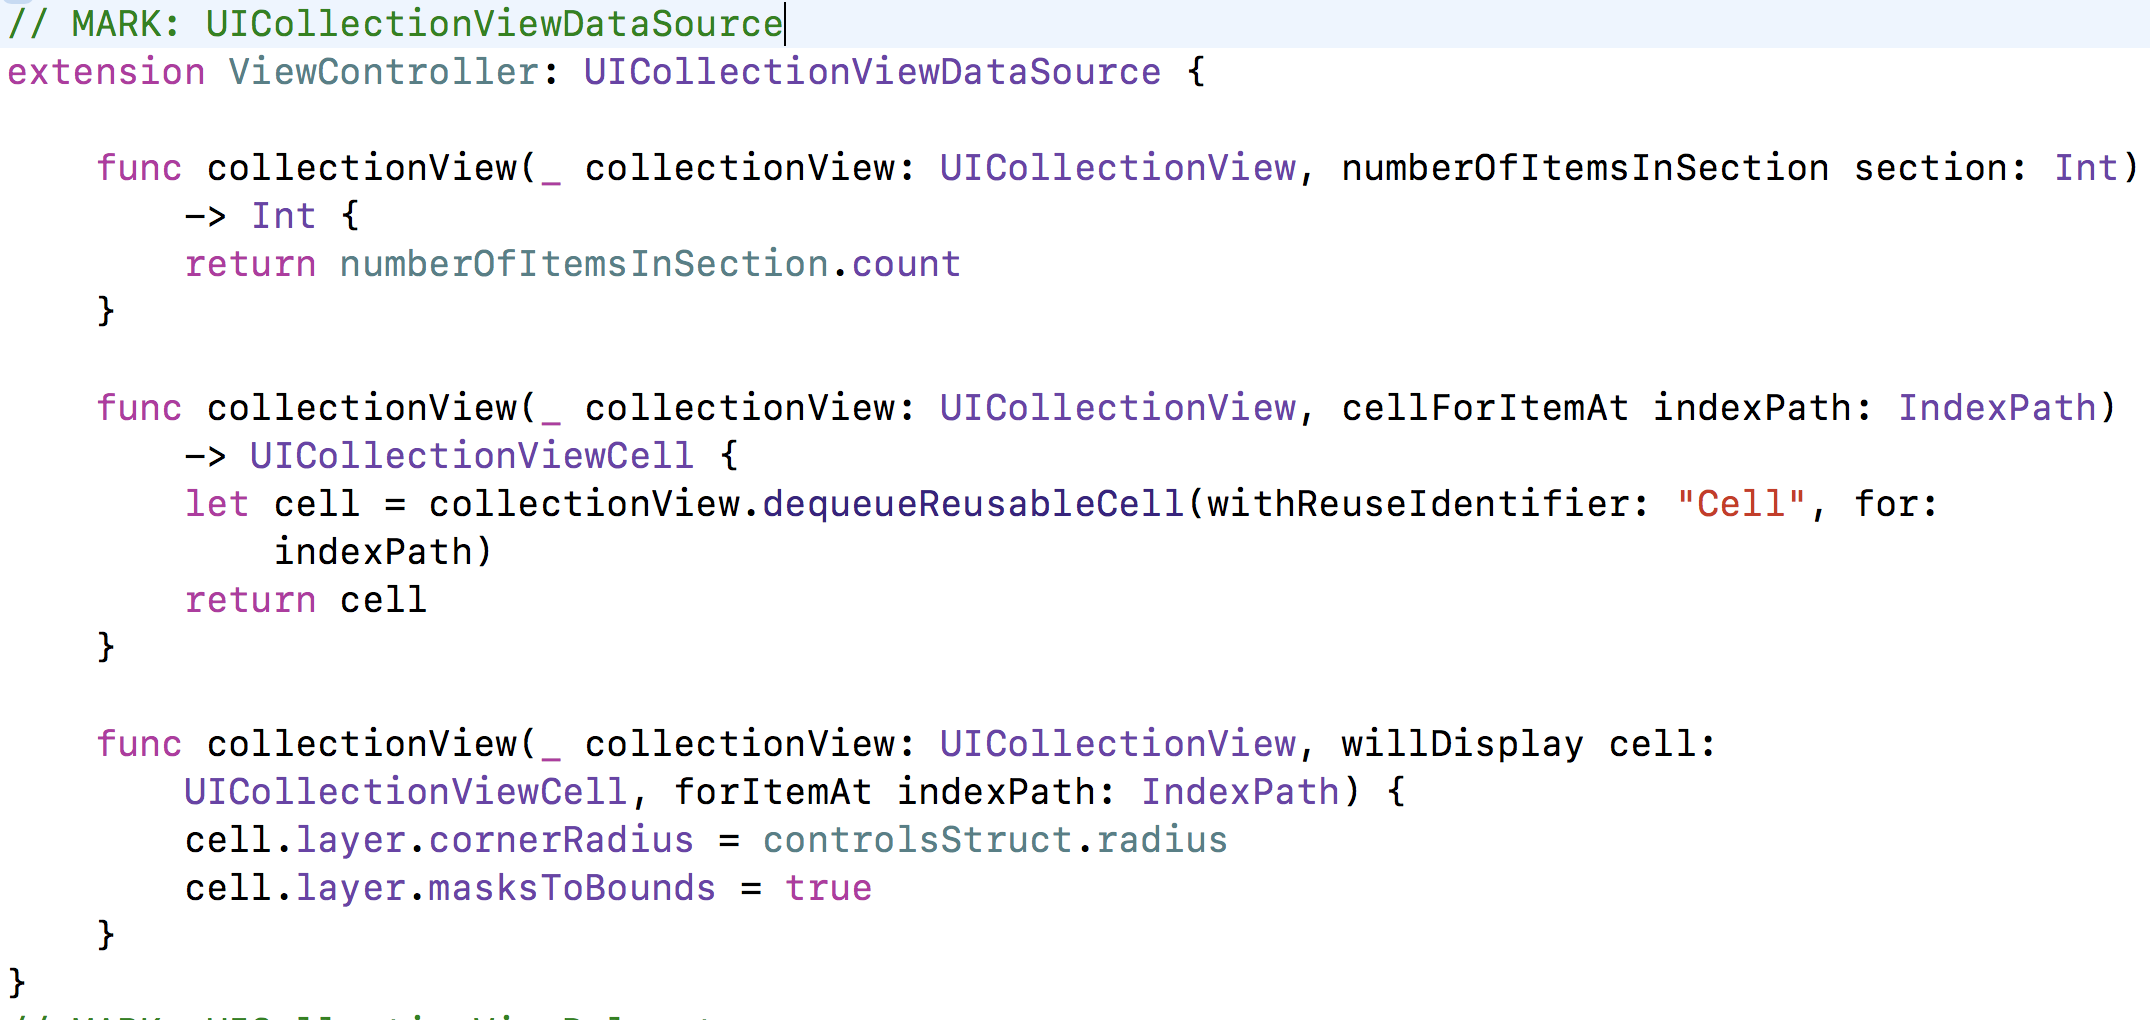 // MARK: UICollectionViewDataSource
extension ViewController: UICollectionViewDataSource {
func collectionView(_ collectionView: UICollectionView, numberOfItemsInSection section: Int)
-> Int {
return numberOfItemsInSection.count
}
func collectionView(_ collectionView: UICollectionView, cellForItemAt indexPath: IndexPath)
-> UICollectionViewCell {
let cell = collectionView.dequeueReusableCell(withReuseIdentifier: "Cell", for:
indexPath)
return cell
}
func collectionView(_ collectionView: UICollectionView, willDisplay cell:
UICollectionViewCell, forItemAt indexPath: IndexPath) {
cell.layer.cornerRadius = controlsStruct.radius
cell.layer.masksToBounds = true
}
}